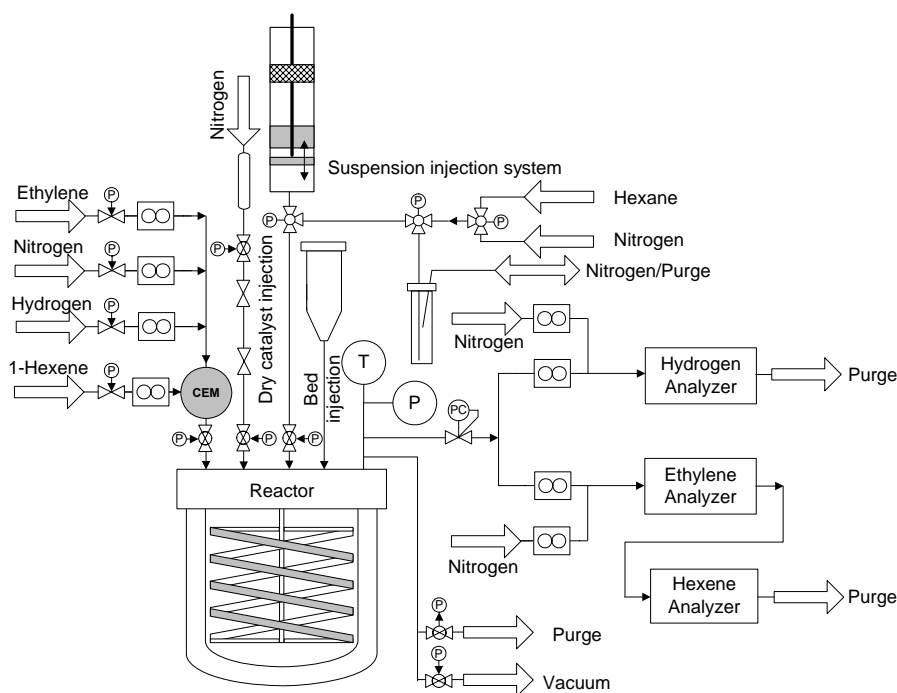 Nitrogen
Suspension injection system
Ethylene
P
Nitrogen
P
Hydrogen
P
1-Hexene
P
CEM
P
P
Dry catalyst injection
P
P
P
P
Bed
injection
P
P
Hexane
Nitrogen
Nitrogen/Purge
T
P
PC
Nitrogen
Hydrogen
Analyzer
Purge
Ethylene
Analyzer
Nitrogen
Hexene
Analyzer
Purge
Reactor
P
Purge
P
Vacuum